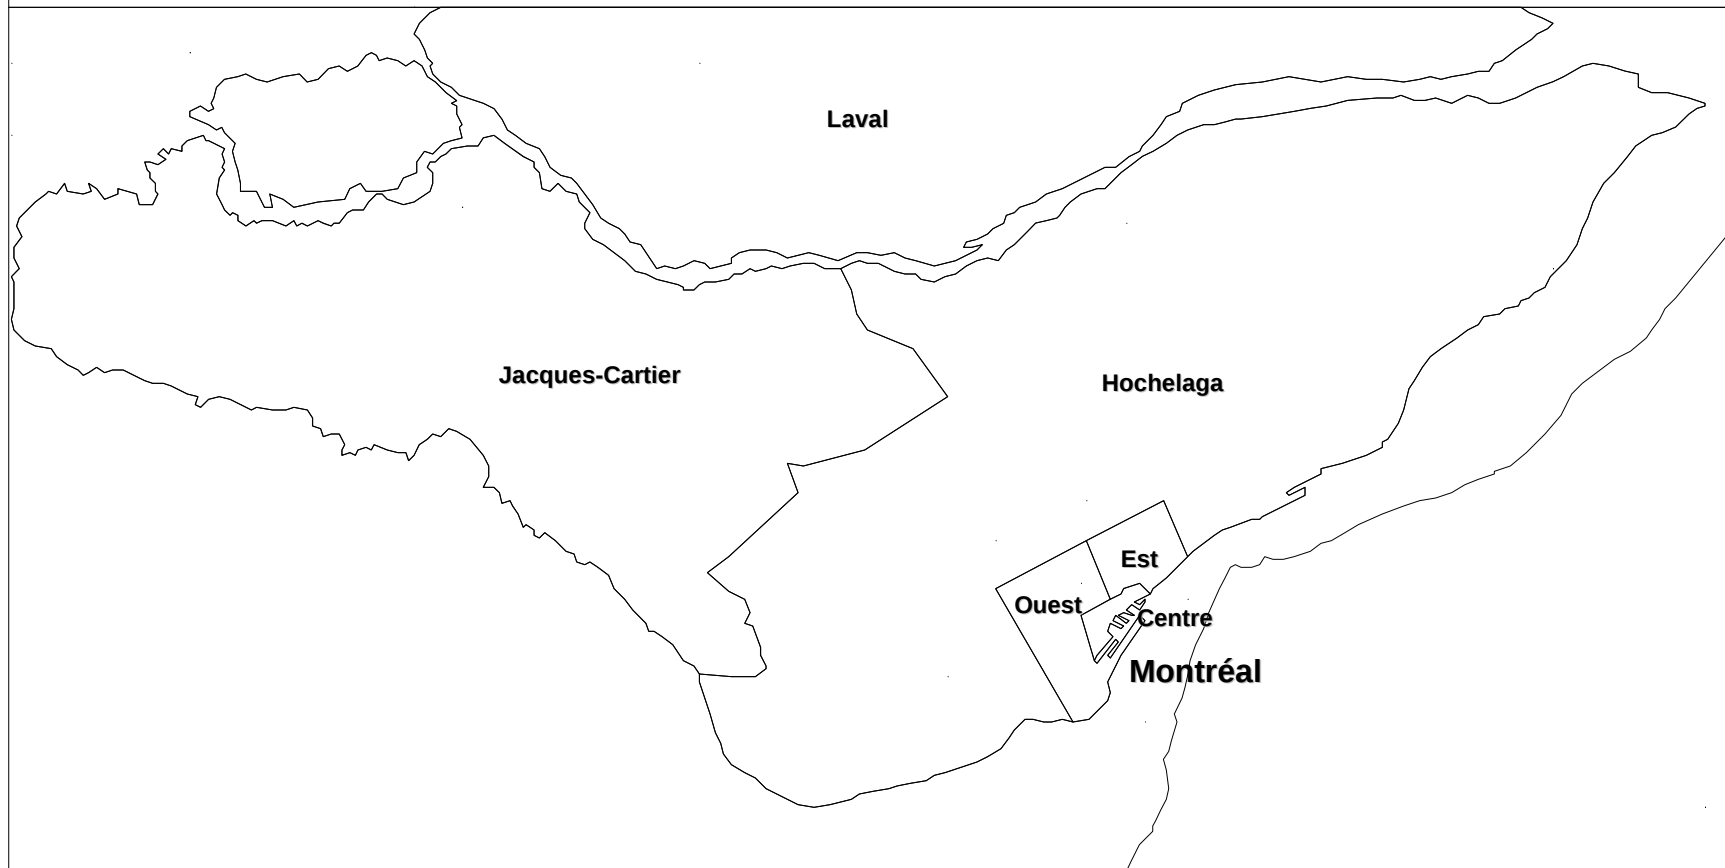 Laval
Jacques-Cartier
Hochelaga
Est
Ouest
Centre
Montréal